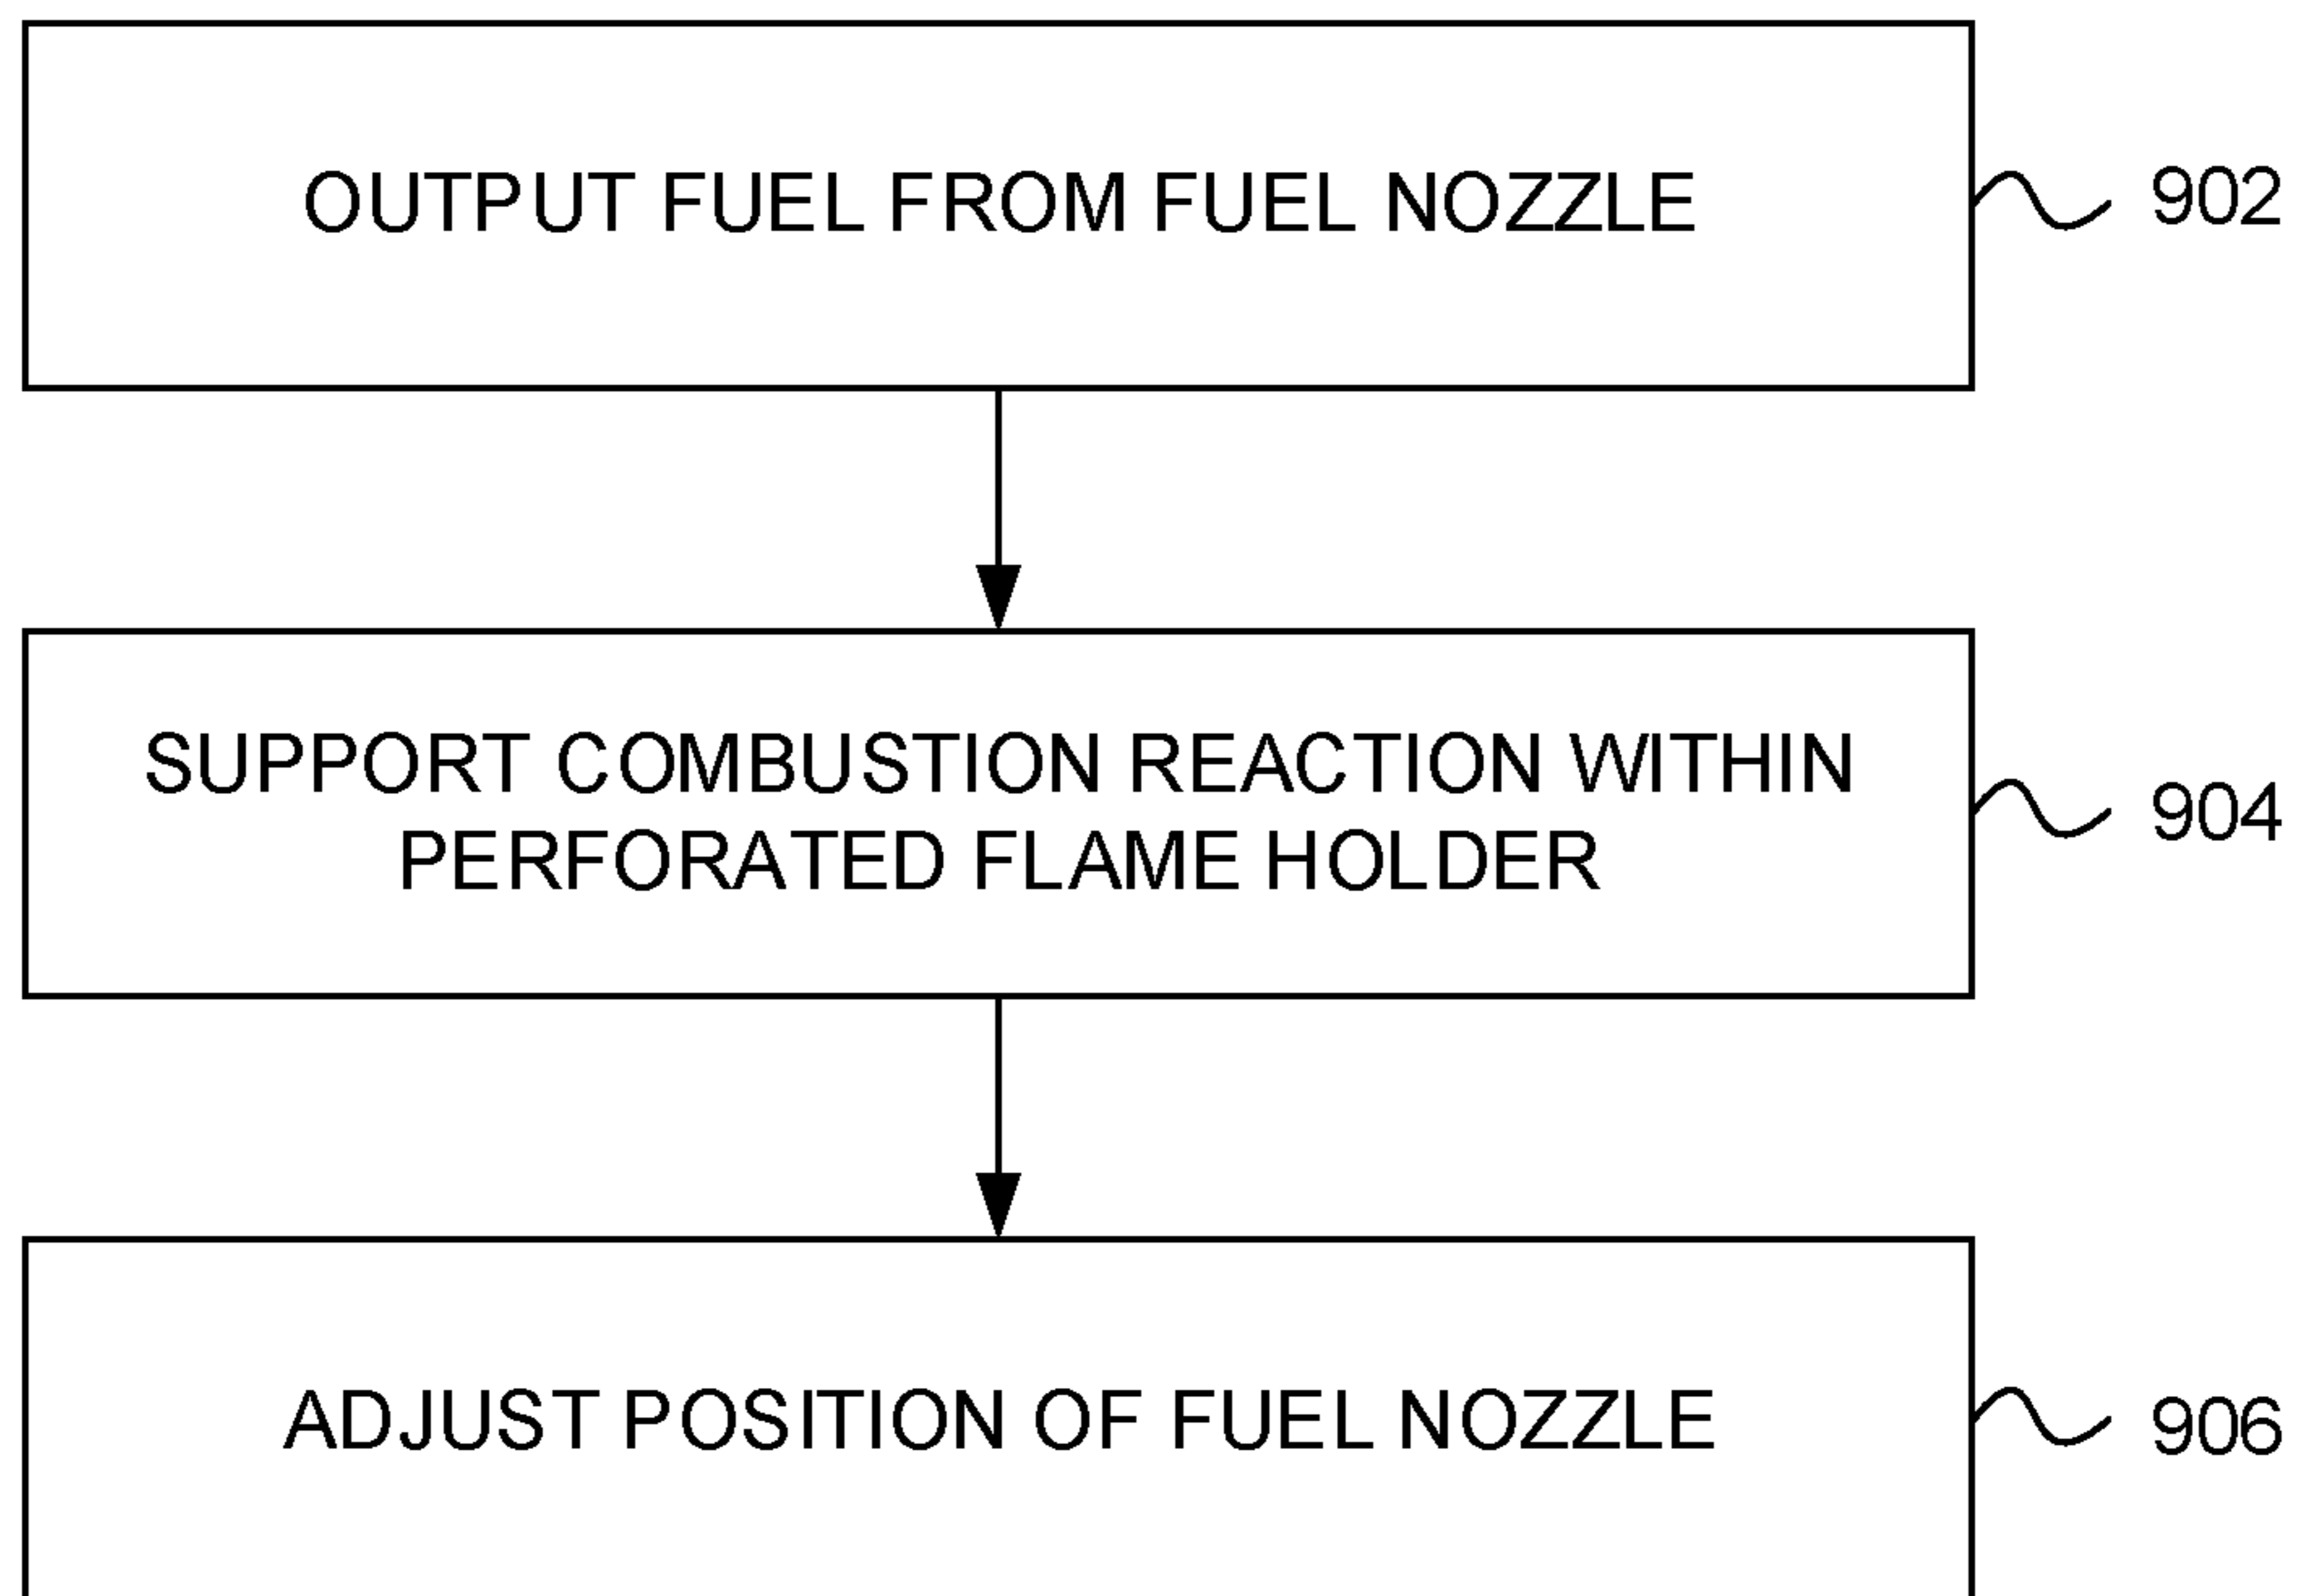 OUTPUT FUEL FROM FUEL NOZZLE
902
SUPPORT COMBUSTION REACTION WITHIN
PERFORATED FLAME HOLDER
904
ADJUST POSITION OF FUEL NOZZLE
906